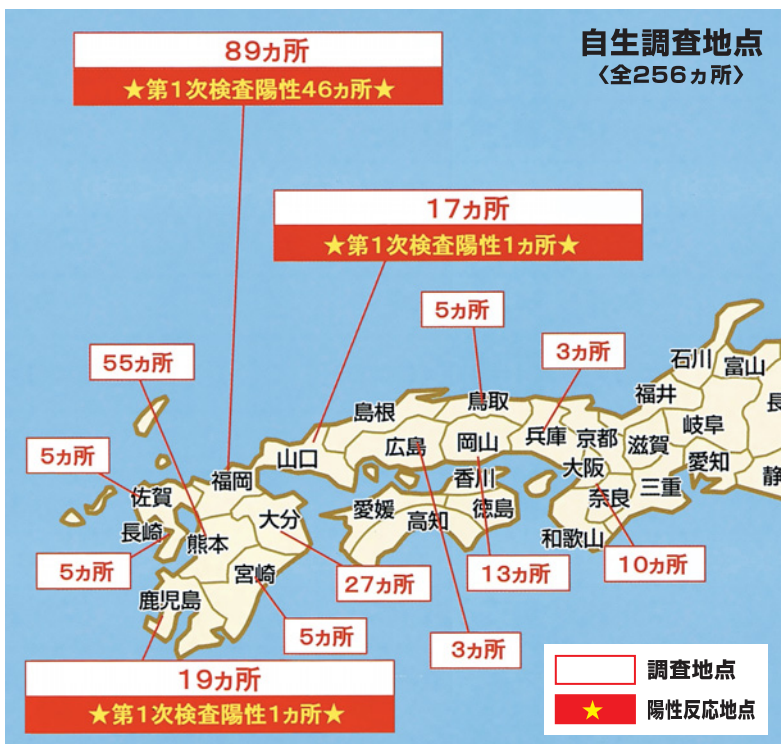 自生調査地点
〈全256ヵ所〉
89ヵ所
★第1次検査陽性46ヵ所★
17ヵ所
★第1次検査陽性1ヵ所★
5ヵ所
3ヵ所
55ヵ所
5ヵ所
石川
富山
長
福井
島根
鳥取
兵庫
京都
滋賀
岐阜
愛知
静
広島
岡山
山口
大阪
香川
福岡
佐賀
奈良
三重
愛媛
高知
徳島
大分
長崎
熊本
和歌山
宮崎
鹿児島
5ヵ所
27ヵ所
13ヵ所
10ヵ所
5ヵ所
3ヵ所
19ヵ所
★第1次検査陽性1ヵ所★
調査地点
★
陽性反応地点